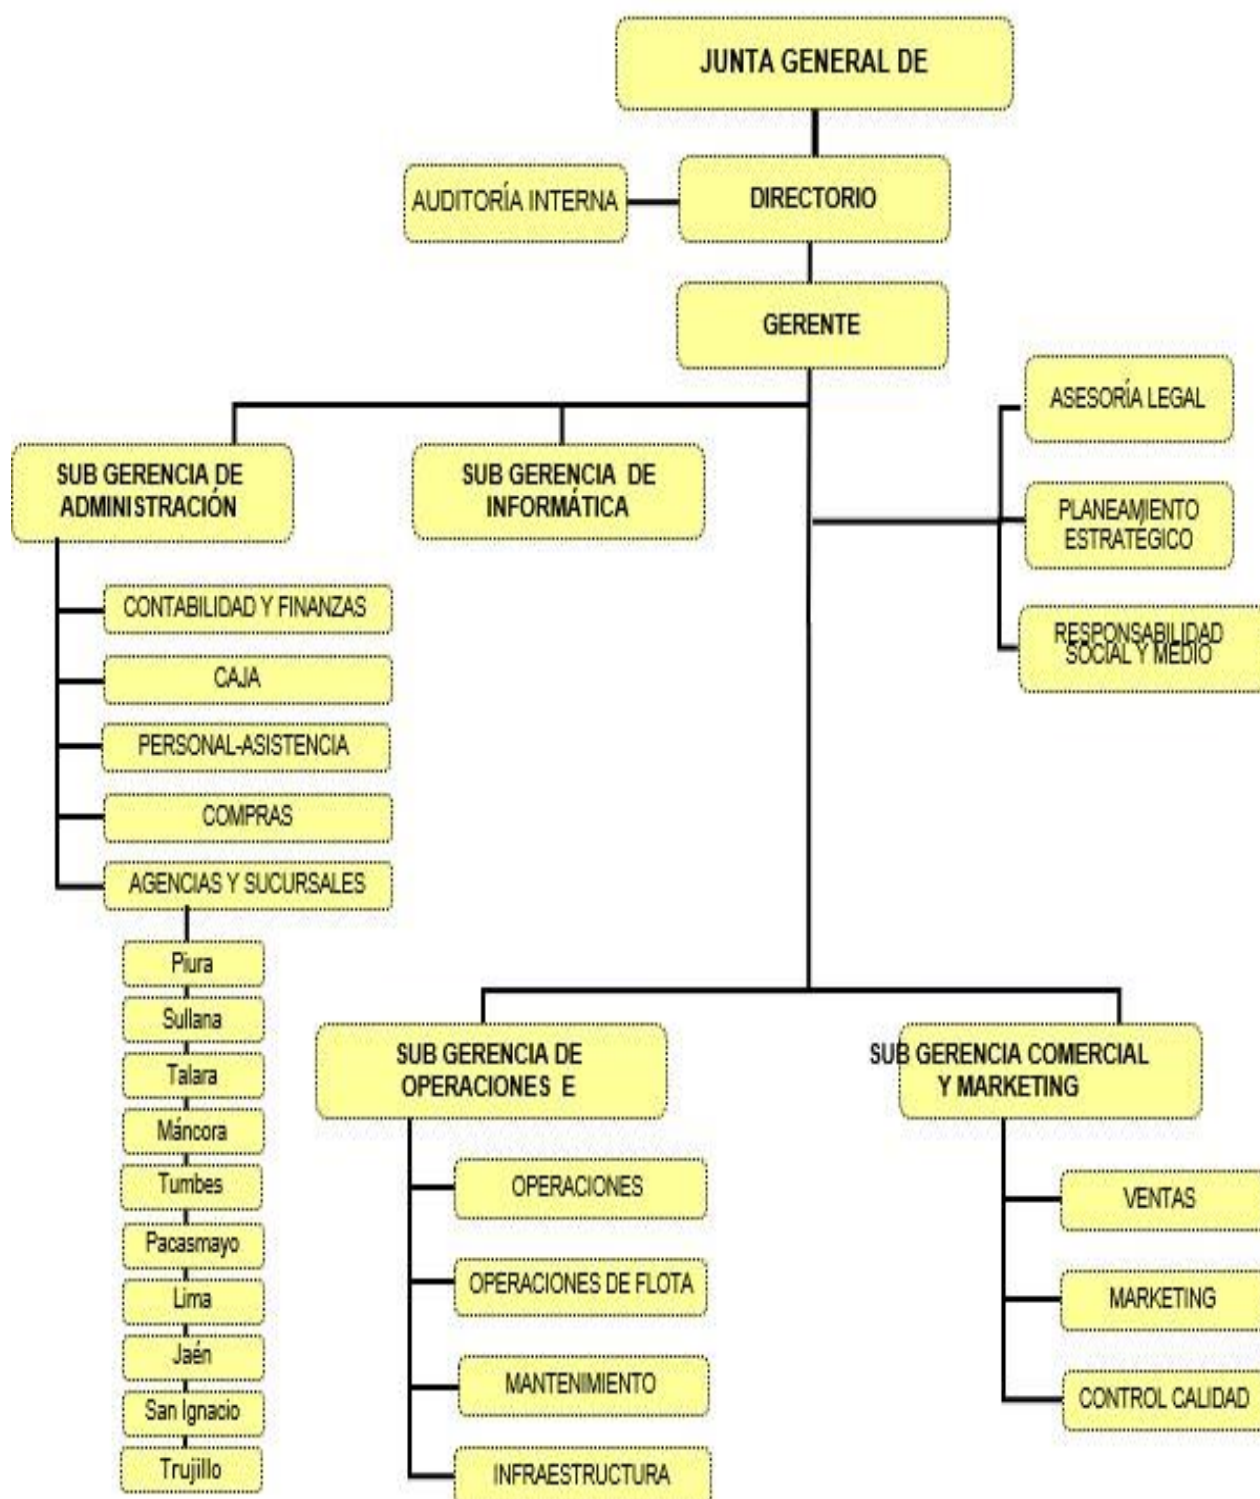 JUNTA GENERAL DE
AUDITORÍA INTERNA
DIRECTORIO
GERENTE
ASESORÍA LEGAL
SUB GERENCIA DE
ADMINISTRACIÓN
SUB GERENCIA DE
INFORMÁTICA
PLANEAMIENTO
ESTRATÉGICO
RESPONSABILIDAD
SOCIAL Y MEDIO
CONTABILIDAD Y FINANZAS
CAJA
PERSONAL-ASISTENCIA
COMPRAS
AGENCIAS Y SUCURSALES
Piura
Sullana
Talara
Máncora
Tumbes
Pacasmayo
Lima
Jaén
San Ignacio
Trujillo
SUB GERENCIA DE
OPERACIONES E
OPERACIONES
OPERACIONES DE FLOTA
MANTENIMIENTO
INFRAESTRUCTURA
SUB GERENCIA COMERCIAL
Y MARKETING
VENTAS
MARKETING
CONTROL CALIDAD